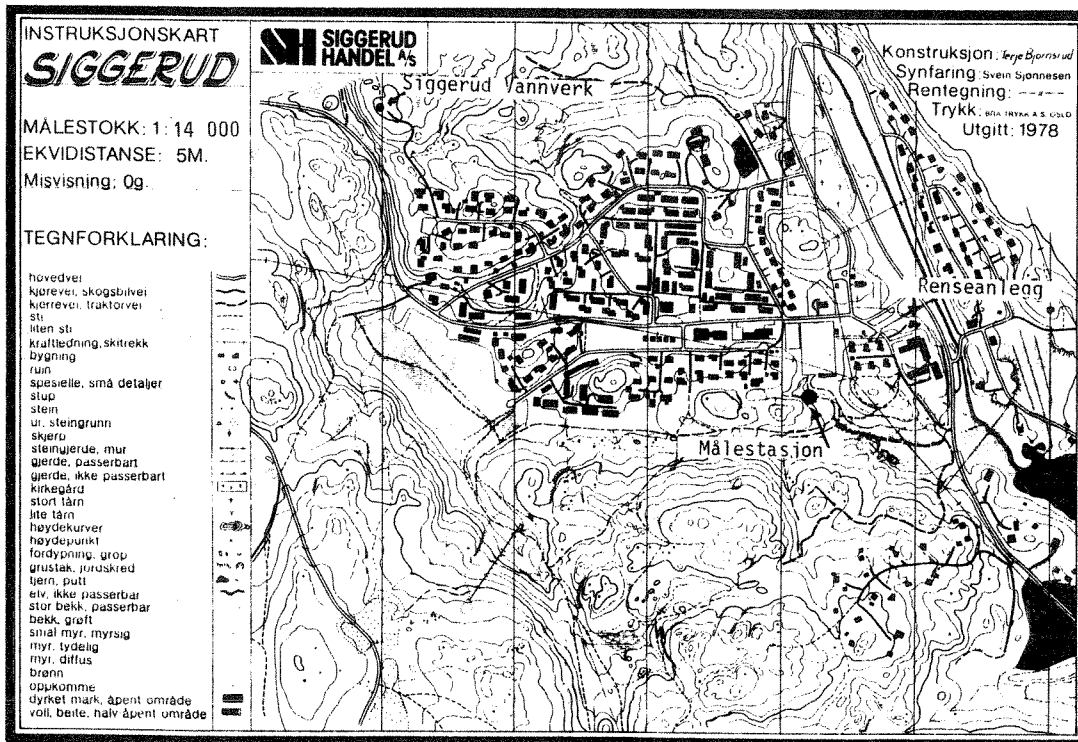 INSTRUKSJONSKART
SIGGERUD
MÅLESTOKK: 1:14 000
EKVIDISTANSE: 5M.
Misvisning: 0g.
TEGNFORKLARING:
hovedvei
kjørevei, skogsbilvei
kjerrevei, traktorvei
sti
liten sti
kraftledning, skitrekk
bygning
ruin
spesielle, små detaljer
stup
stein
ur, steingrunn
skjerp
steingjerde, mur
gjerde, passerbart
gjerde, ikke passerbart
kirkegård
stort tårn
lite tårn
høydekurver
høydepunkt
fordypning, grop
grustak, jordskred
tjern, putt
elv, ikke passerbar
stor bekk, passerbar
bekk, grøft
smal myr, myrsig
myr, tydelig
myr, diffus
brønn
oppkomme
dyrket mark, åpent område
voll, beite, halv åpent område
SH SIGGERUD
HANDEL A/S
Siggerud Vannverk
Konstruksjon: Terje Bjørnsrud
Synfaring: Svein Sjønnesen
Rentegning: --"--
Trykk: BRA TRYKK A.S. OSLO
Utgitt: 1978
Renseanlegg
Målestasjon